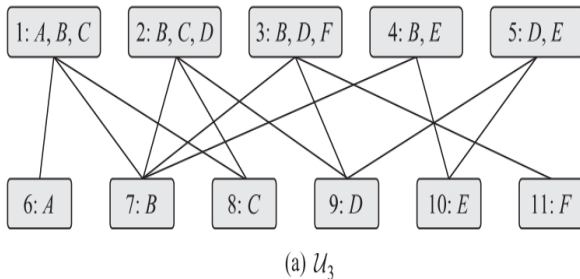 1: A, B, C 2: B, C, D 3: B, D, F 4: B, E 5: D, E
6: A 7: B 8: C 9: D 10: E 11: F
(a) 𝒰₃